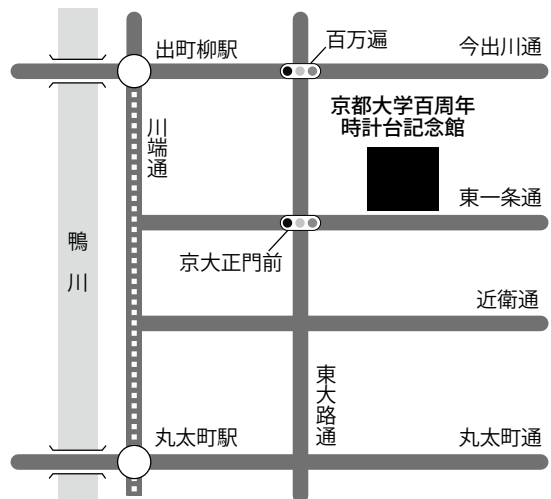 出町柳駅
百万遍
今出川通
京都大学百周年
時計台記念館
川端通
東一条通
鴨川
京大正門前
近衛通
東大路通
丸太町駅
丸太町通